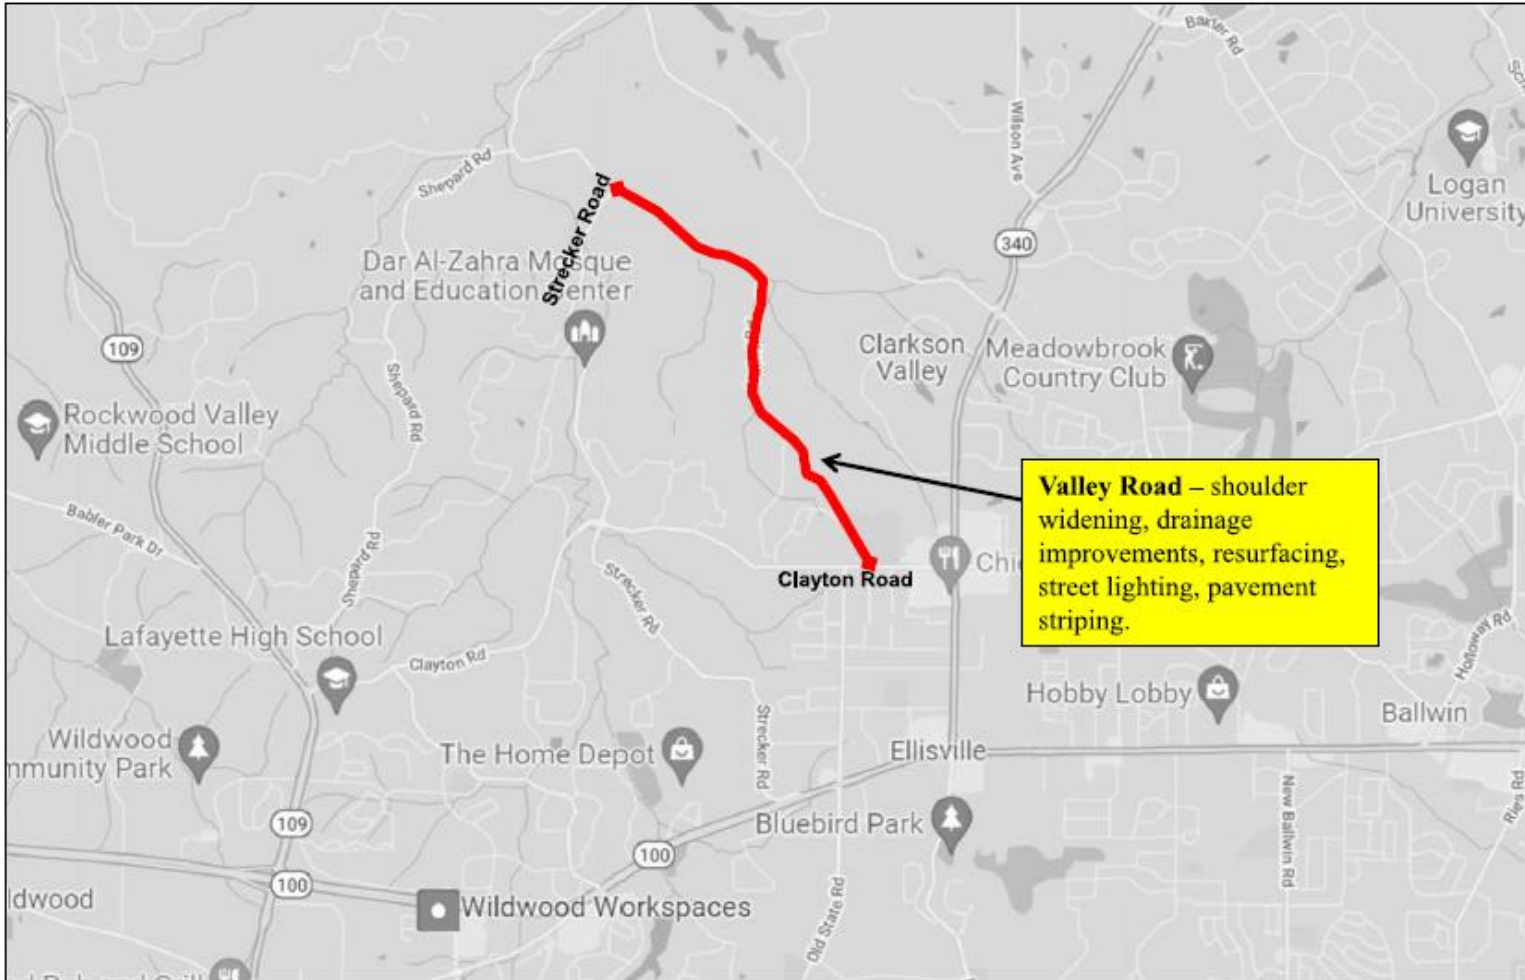 Baxter Rd
Wilson Ave
Logan
University
Shepard Rd
Strecker Road
340
Dar Al-Zahra Mosque
and Education Center
109
Clarkson
Valley
Meadowbrook
Country Club
Shepard Rd
Rockwood Valley
Middle School
Valley Road – shoulder
widening, drainage
improvements, resurfacing,
street lighting, pavement
striping.
Babler Park Dr
Shepard Rd
Strecker Rd
Clayton Road
Chi
Holloway Rd
Lafayette High School
Clayton Rd
Hobby Lobby
Ballwin
Strecker Rd
Wildwood
mmunity Park
The Home Depot
Ellisville
New Ballwin Rd
Ries Rd
109
Bluebird Park
100
100
ldwood
Wildwood Workspaces
Old State Rd